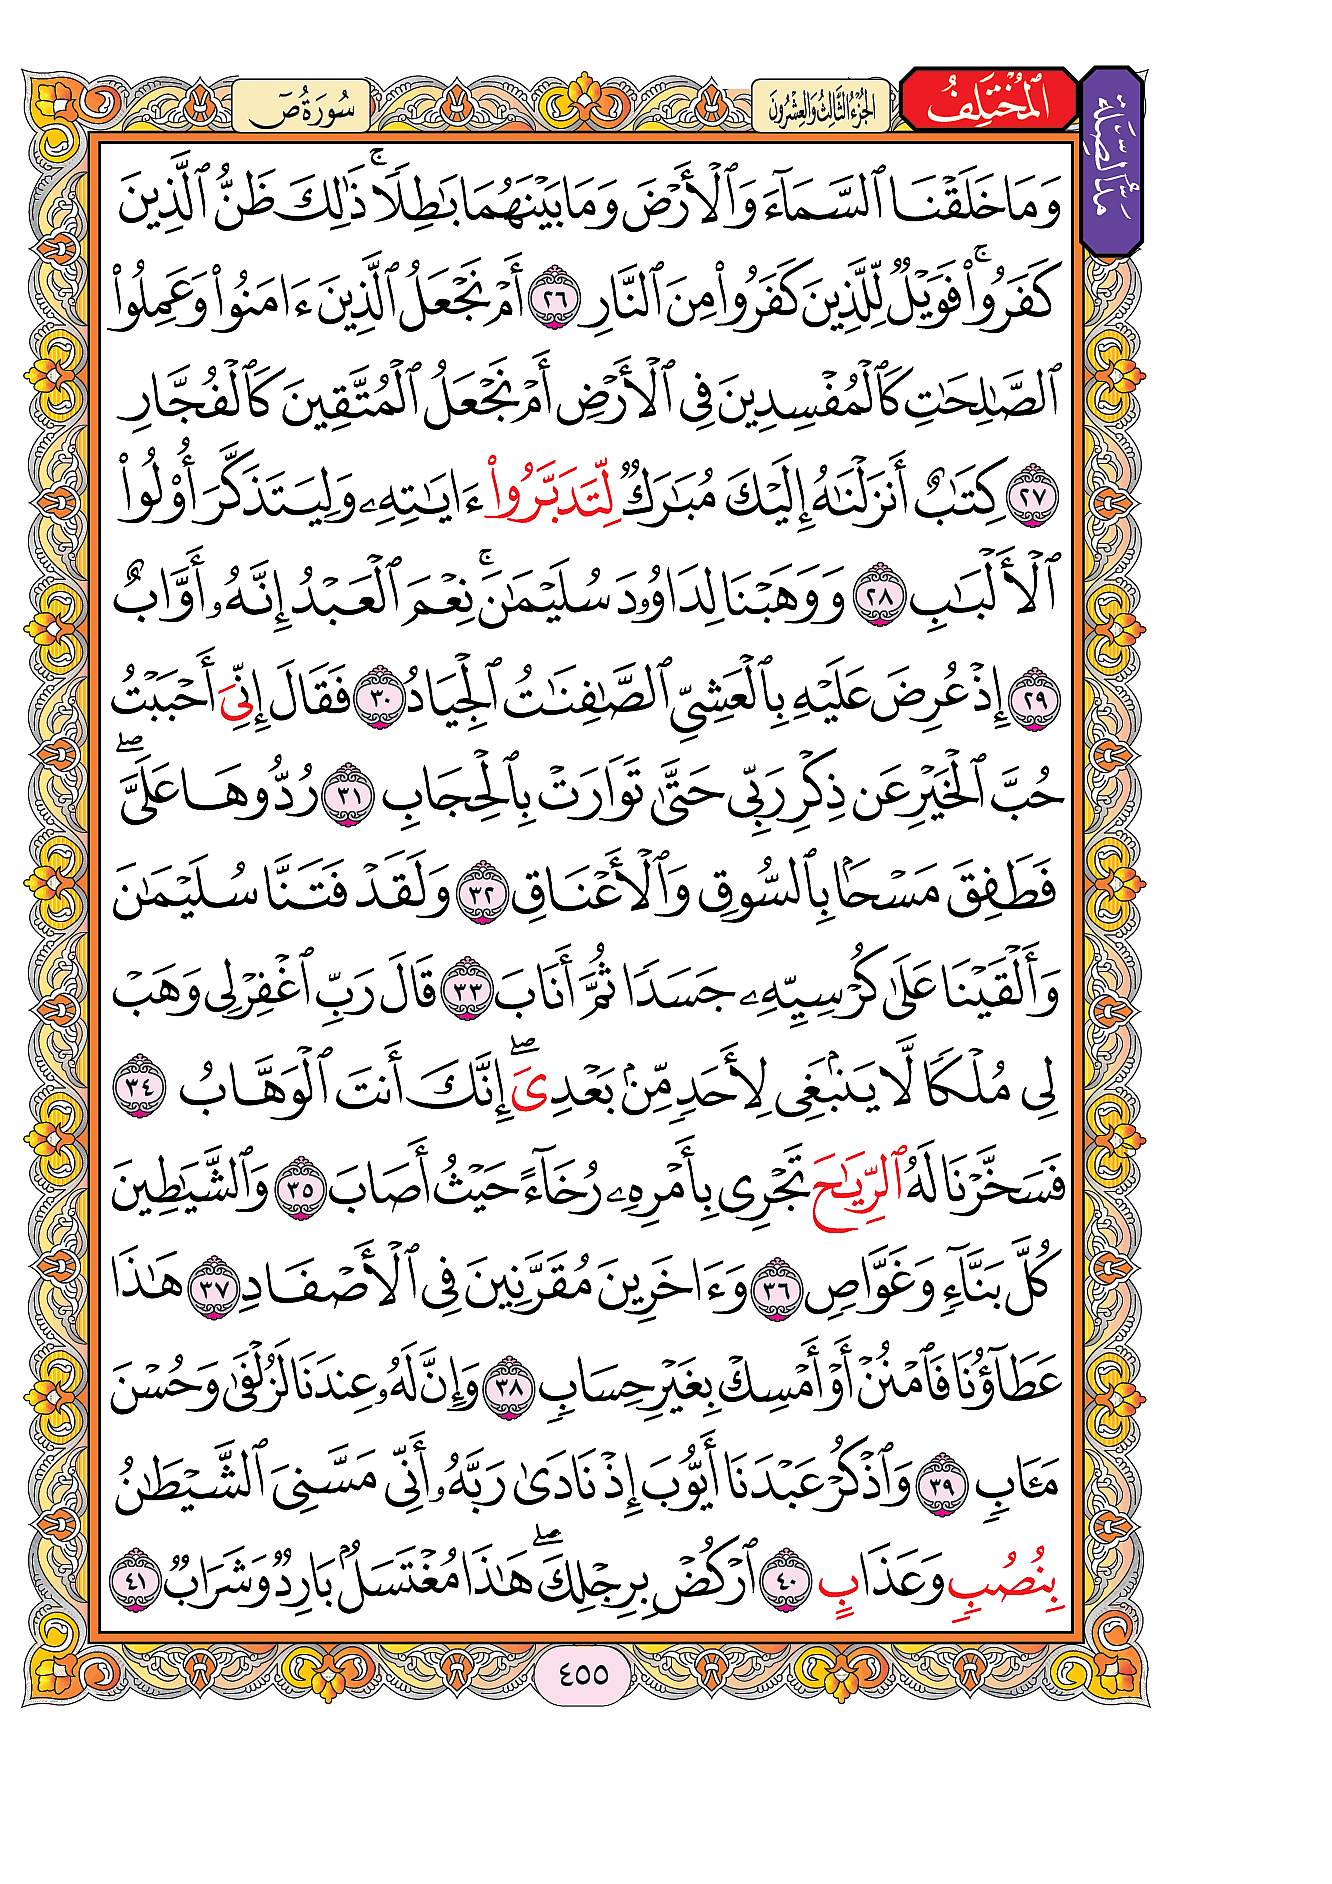 سُورَةُ صٓ
الجُزْءُ الثَّالِثُ وَالعِشْرُونَ
ٱلْمُخْتَلِفُ
مَدُّ ٱلصِّلَة
وَمَا خَلَقْنَا ٱلسَّمَآءَ وَٱلْأَرْضَ وَمَا بَيْنَهُمَا بَٰطِلًاۚ ذَٰلِكَ ظَنُّ ٱلَّذِينَ
كَفَرُوا۟ۚ فَوَيْلٌ لِّلَّذِينَ كَفَرُوا۟ مِنَ ٱلنَّارِ ٢٦ أَمْ نَجْعَلُ ٱلَّذِينَ ءَامَنُوا۟ وَعَمِلُوا۟
ٱلصَّٰلِحَٰتِ كَٱلْمُفْسِدِينَ فِى ٱلْأَرْضِ أَمْ نَجْعَلُ ٱلْمُتَّقِينَ كَٱلْفُجَّارِ
٢٧ كِتَٰبٌ أَنزَلْنَٰهُ إِلَيْكَ مُبَٰرَكٌ لِّتَدَبَّرُوا۟ ءَايَٰتِهِۦ وَلِيَتَذَكَّرَ أُو۟لُوا۟
ٱلْأَلْبَٰبِ ٢٨ وَوَهَبْنَا لِدَاوُۥدَ سُلَيْمَٰنَۚ نِعْمَ ٱلْعَبْدُ إِنَّهُۥ أَوَّابٌ
٢٩ إِذْ عُرِضَ عَلَيْهِ بِٱلْعَشِىِّ ٱلصَّٰفِنَٰتُ ٱلْجِيَادُ ٣٠ فَقَالَ إِنِّىَ أَحْبَبْتُ
حُبَّ ٱلْخَيْرِ عَن ذِكْرِ رَبِّى حَتَّىٰ تَوَارَتْ بِٱلْحِجَابِ ٣١ رُدُّوهَا عَلَىَّۖ
فَطَفِقَ مَسْحَۢا بِٱلسُّوقِ وَٱلْأَعْنَاقِ ٣٢ وَلَقَدْ فَتَنَّا سُلَيْمَٰنَ
وَأَلْقَيْنَا عَلَىٰ كُرْسِيِّهِۦ جَسَدًا ثُمَّ أَنَابَ ٣٣ قَالَ رَبِّ ٱغْفِرْ لِى وَهَبْ
لِى مُلْكًا لَّا يَنۢبَغِى لِأَحَدٍ مِّنۢ بَعْدِىَۖ إِنَّكَ أَنتَ ٱلْوَهَّابُ ٣٤
فَسَخَّرْنَا لَهُ ٱلرِّيَٰحَ تَجْرِى بِأَمْرِهِۦ رُخَآءً حَيْثُ أَصَابَ ٣٥ وَٱلشَّيَٰطِينَ
كُلَّ بَنَّآءٍ وَغَوَّاصٍ ٣٦ وَءَاخَرِينَ مُقَرَّنِينَ فِى ٱلْأَصْفَادِ ٣٧ هَٰذَا
عَطَآؤُنَا فَٱمْنُنْ أَوْ أَمْسِكْ بِغَيْرِ حِسَابٍ ٣٨ وَإِنَّ لَهُۥ عِندَنَا لَزُلْفَىٰ وَحُسْنَ
مَـَٔابٍ ٣٩ وَٱذْكُرْ عَبْدَنَا أَيُّوبَ إِذْ نَادَىٰ رَبَّهُۥ أَنِّى مَسَّنِىَ ٱلشَّيْطَٰنُ
بِنُصُبٍ وَعَذَابٍ ٤٠ ٱرْكُضْ بِرِجْلِكَۖ هَٰذَا مُغْتَسَلٌۢ بَارِدٌ وَشَرَابٌ ٤١
٤٥٥